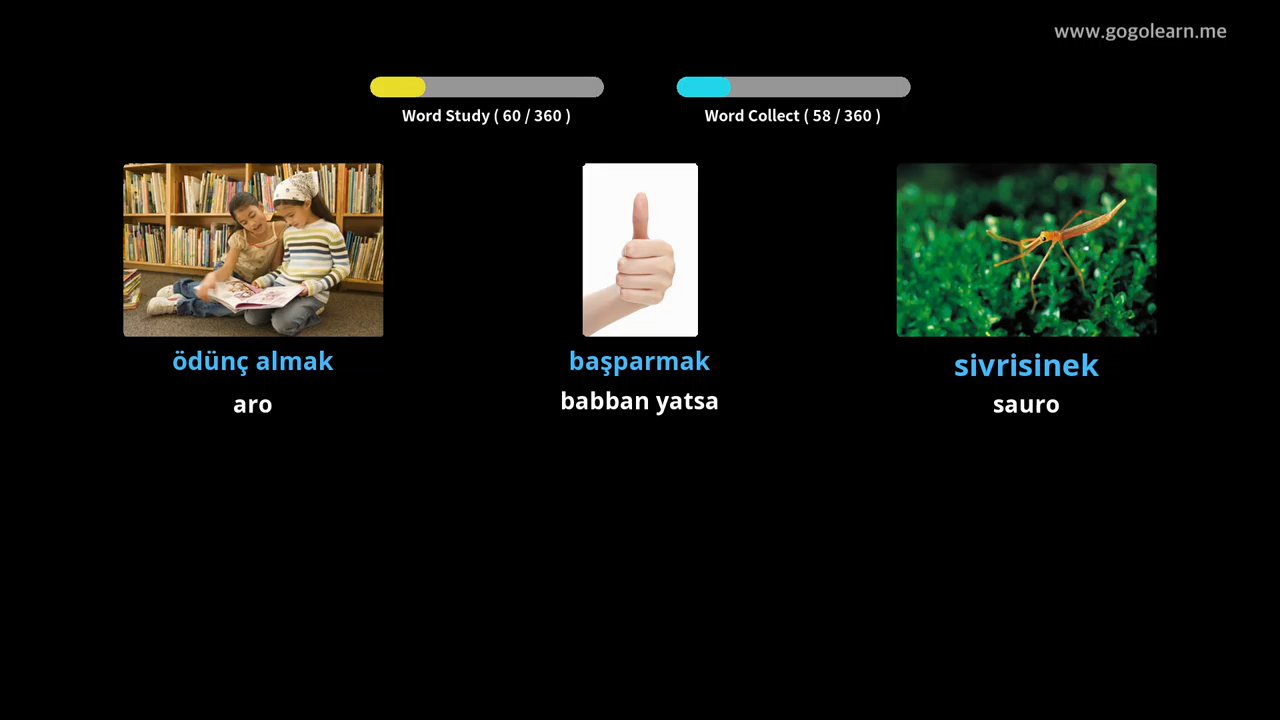 www.gogolearn.me
Word Study ( 60 / 360 )
Word Collect ( 58 / 360 )
ödünç almak
aro
başparmak
babban yatsa
sivrisinek
sauro